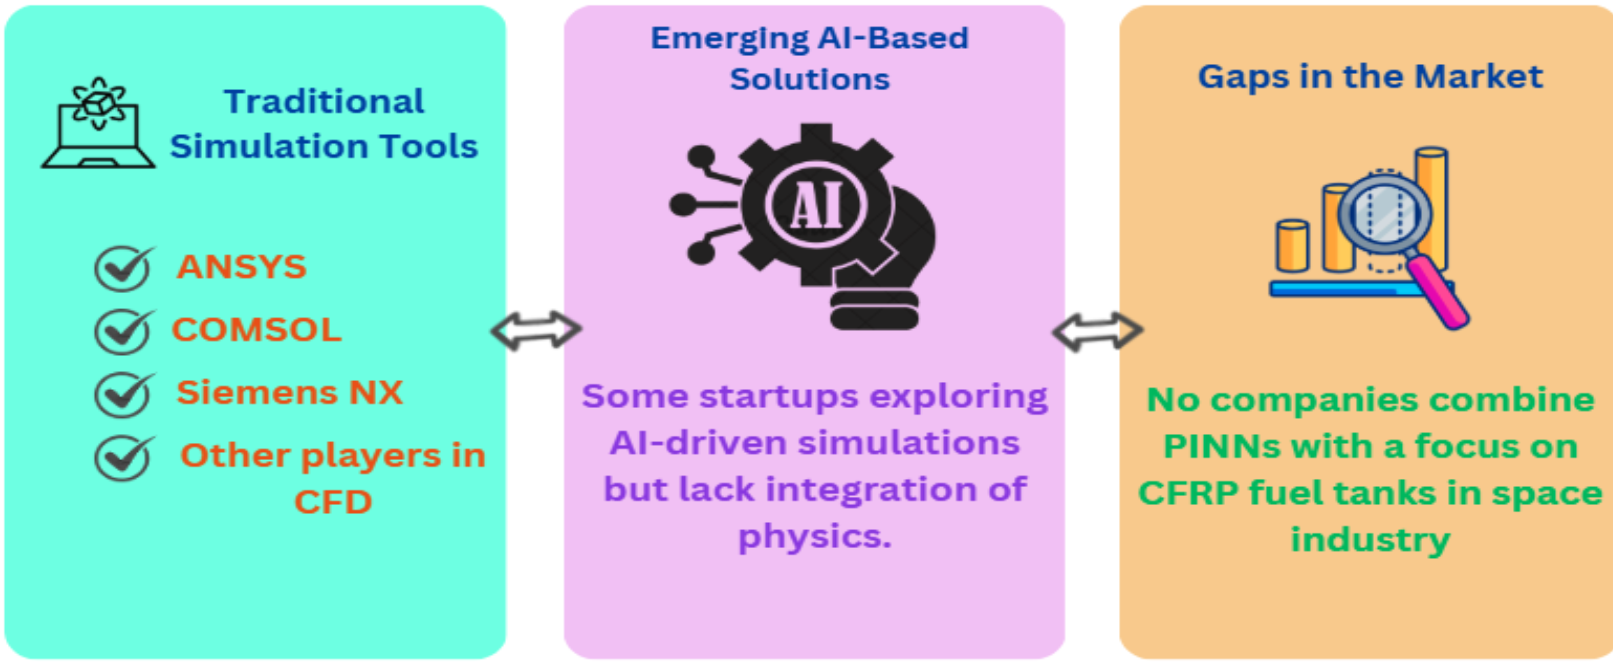 Traditional
Simulation Tools
ANSYS
COMSOL
Siemens NX
Other players in
CFD
Emerging AI-Based
Solutions
AI
Some startups exploring
AI-driven simulations
but lack integration of
physics.
Gaps in the Market
No companies combine
PINNs with a focus on
CFRP fuel tanks in space
industry